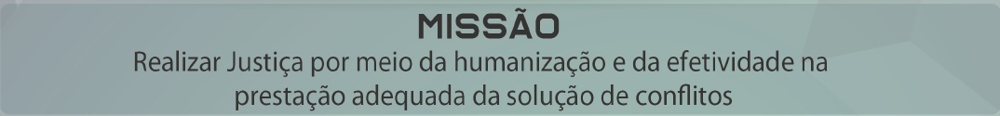 MISSÃO
Realizar Justiça por meio da humanização e da efetividade na
prestação adequada da solução de conflitos